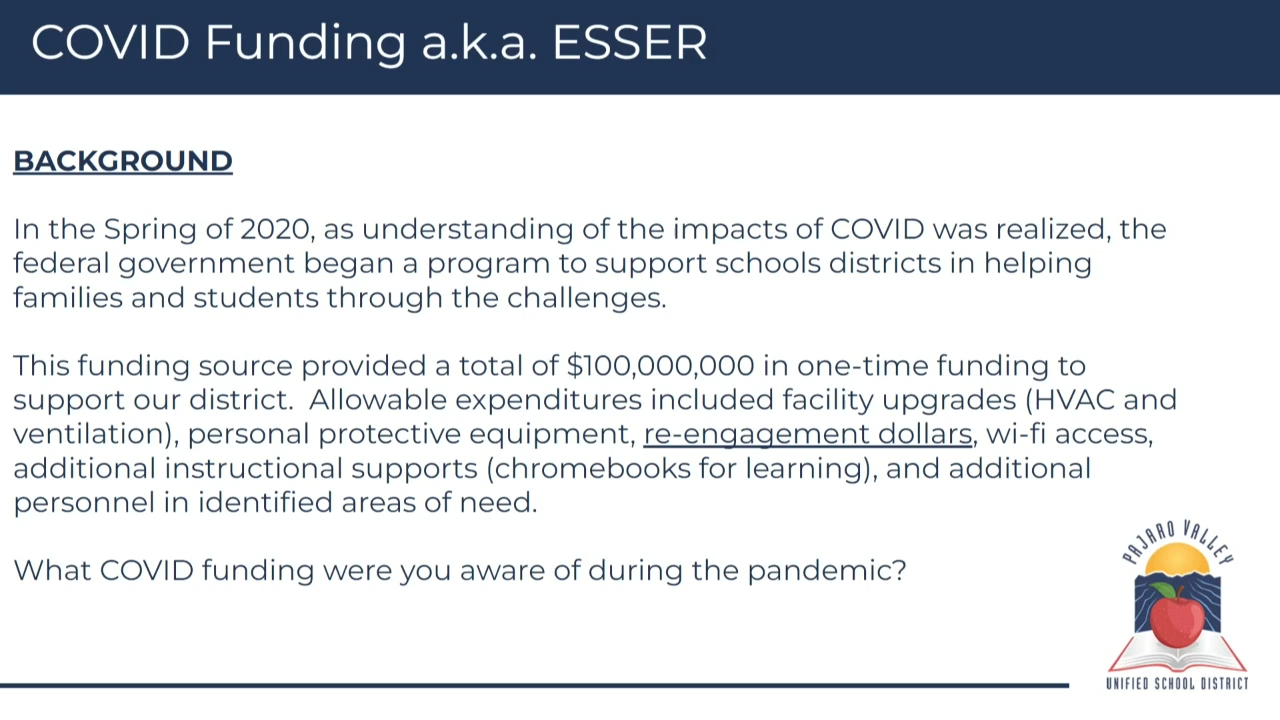 COVID Funding a.k.a. ESSER
BACKGROUND
In the Spring of 2020, as understanding of the impacts of COVID was realized, the
federal government began a program to support schools districts in helping
families and students through the challenges.
This funding source provided a total of $100,000,000 in one-time funding to
support our district.  Allowable expenditures included facility upgrades (HVAC and
ventilation), personal protective equipment, re-engagement dollars, wi-fi access,
additional instructional supports (chromebooks for learning), and additional
personnel in identified areas of need.
What COVID funding were you aware of during the pandemic?
PAJARO VALLEY
UNIFIED SCHOOL DISTRICT